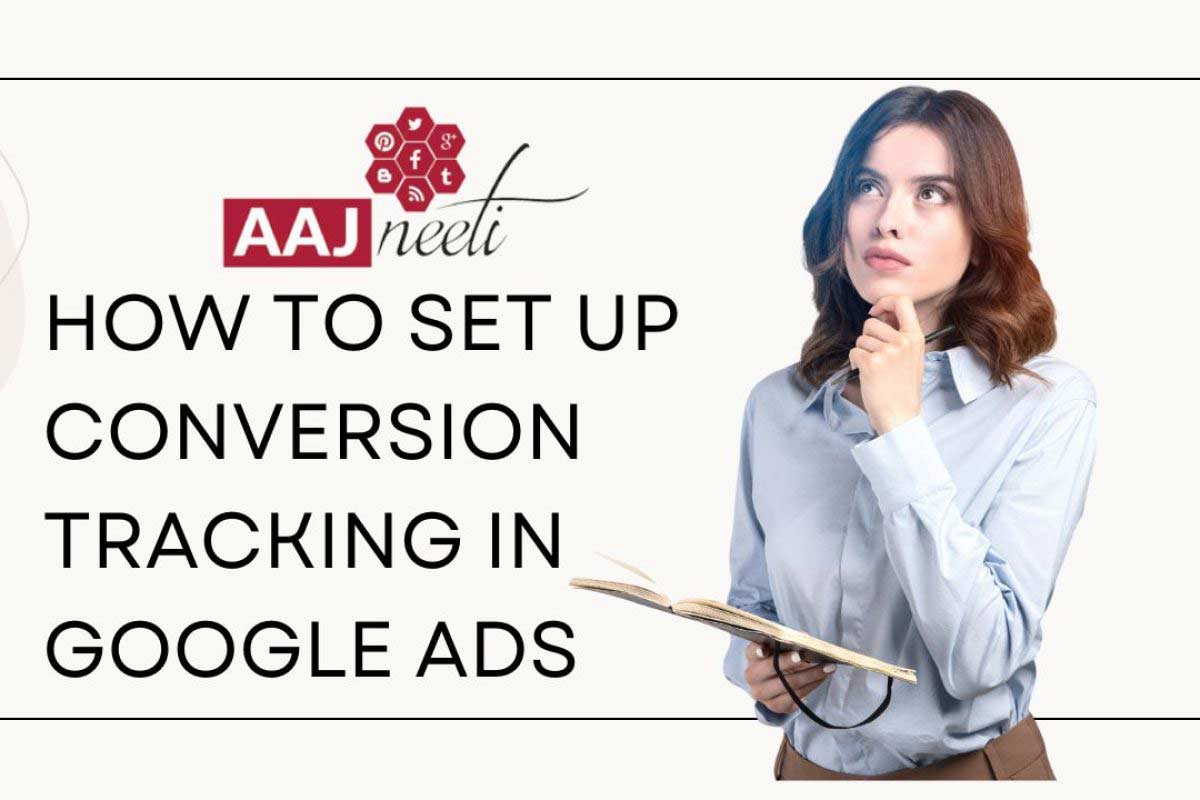 AAJ neeti
HOW TO SET UP
CONVERSION
TRACKING IN
GOOGLE ADS